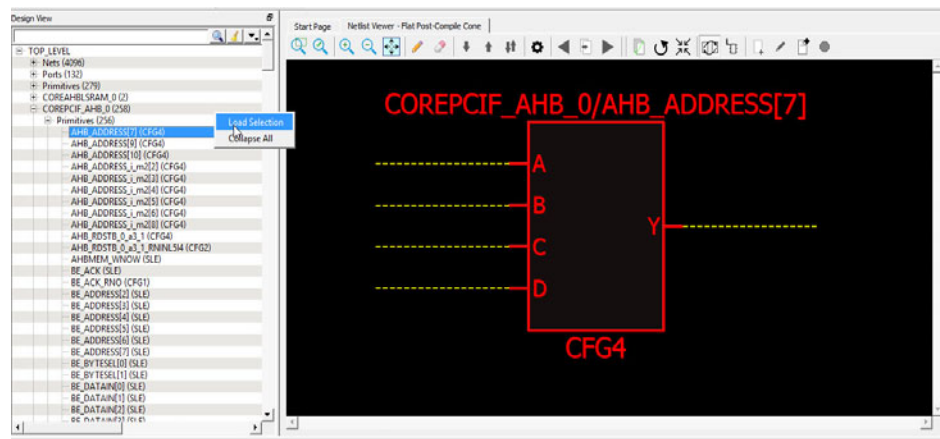 Design View
Start Page
Netlist Viewer - Flat Post-Compile Cone
TOP_LEVEL
Nets (4096)
Ports (132)
Primitives (279)
COREAHBLSRAM_0 (2)
COREPCIF_AHB_0 (258)
Primitives (256)
AHB_ADDRESS[7] (CFG4)
AHB_ADDRESS[9] (CFG4)
AHB_ADDRESS[10] (CFG4)
AHB_ADDRESS_i_m2[2] (CFG4)
AHB_ADDRESS_i_m2[3] (CFG4)
AHB_ADDRESS_i_m2[4] (CFG4)
AHB_ADDRESS_i_m2[5] (CFG4)
AHB_ADDRESS_i_m2[6] (CFG4)
AHB_ADDRESS_i_m2[8] (CFG4)
AHB_RDSTB_0_a3_1 (CFG4)
AHB_RDSTB_0_a3_1_RNINL5I4 (CFG2)
AHBMEM_WNOW (SLE)
BE_ACK (SLE)
BE_ACK_RNO (CFG1)
BE_ADDRESS[2] (SLE)
BE_ADDRESS[3] (SLE)
BE_ADDRESS[4] (SLE)
BE_ADDRESS[5] (SLE)
BE_ADDRESS[6] (SLE)
BE_ADDRESS[7] (SLE)
BE_BYTESEL[0] (SLE)
BE_BYTESEL[1] (SLE)
BE_DATAIN[0] (SLE)
BE_DATAIN[1] (SLE)
BE_DATAIN[2] (SLE)
BE_DATAIN[3] (SLE)
Load Selection
Collapse All
COREPCIF_AHB_0/AHB_ADDRESS[7]
A
B
Y
C
D
CFG4